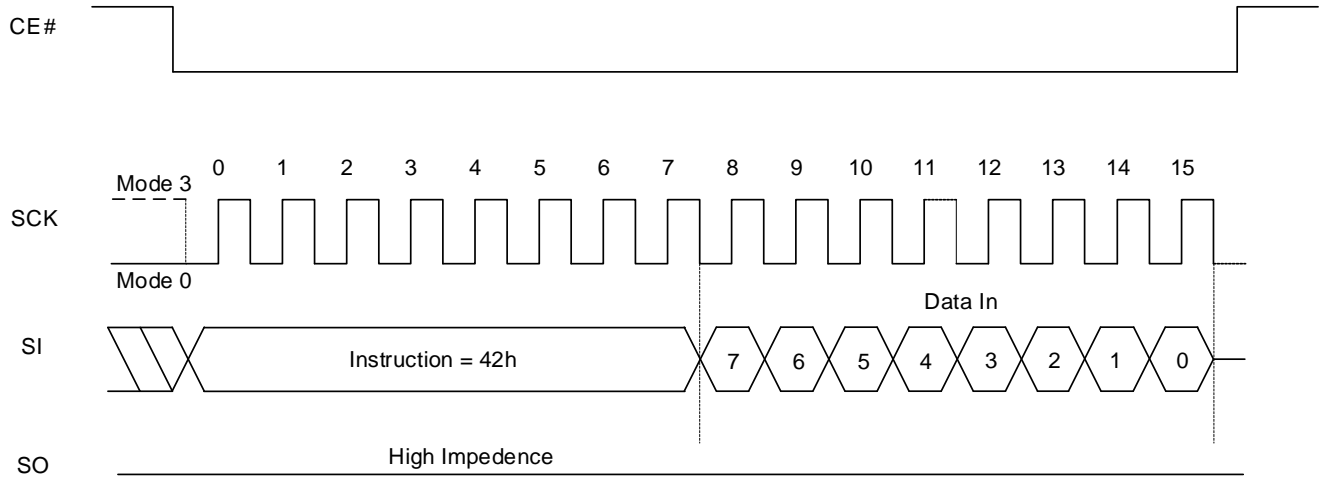 CE#
0 1 2 3 4 5 6 7 8 9 10 11 12 13 14 15
Mode 3
SCK
Mode 0
Data In
SI
Instruction = 42h
7 6 5 4 3 2 1 0
High Impedence
SO